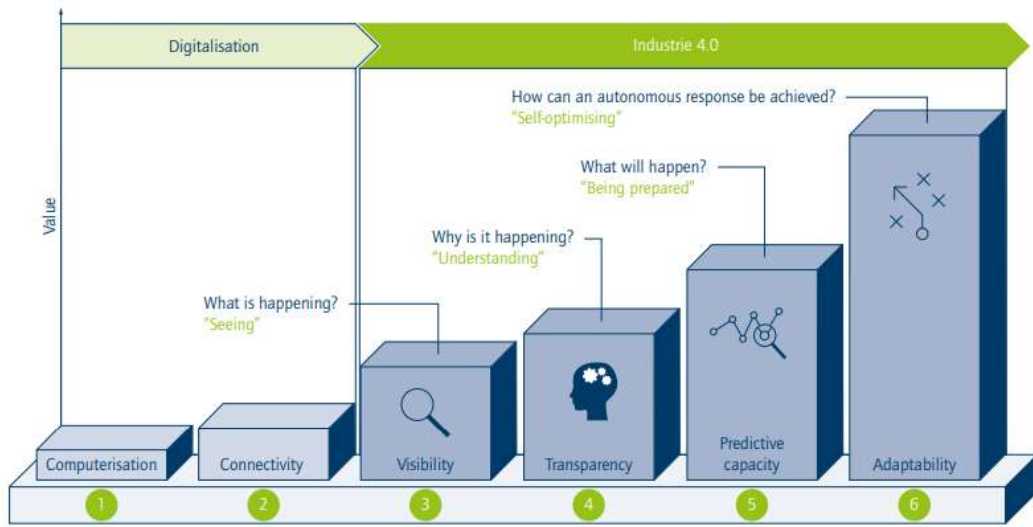 Digitalisation
Industrie 4.0
Value
How can an autonomous response be achieved?
"Self-optimising"
What will happen?
"Being prepared"
Why is it happening?
"Understanding"
What is happening?
"Seeing"
Computerisation
Connectivity
Visibility
Transparency
Predictive
capacity
Adaptability
1
2
3
4
5
6